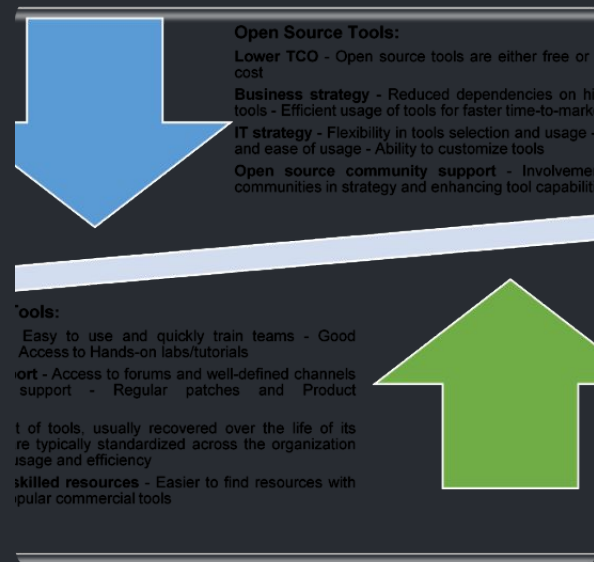 Open Source Tools:
Lower TCO - Open source tools are either free or
cost
Business strategy - Reduced dependencies on hi
tools - Efficient usage of tools for faster time-to-mark
IT strategy - Flexibility in tools selection and usage -
and ease of usage - Ability to customize tools
Open source community support - Involveme
communities in strategy and enhancing tool capabilit
ools:
Easy to use and quickly train teams - Good
Access to Hands-on labs/tutorials
ort - Access to forums and well-defined channels
support - Regular patches and Product
t of tools, usually recovered over the life of its
re typically standardized across the organization
usage and efficiency
skilled resources - Easier to find resources with
opular commercial tools